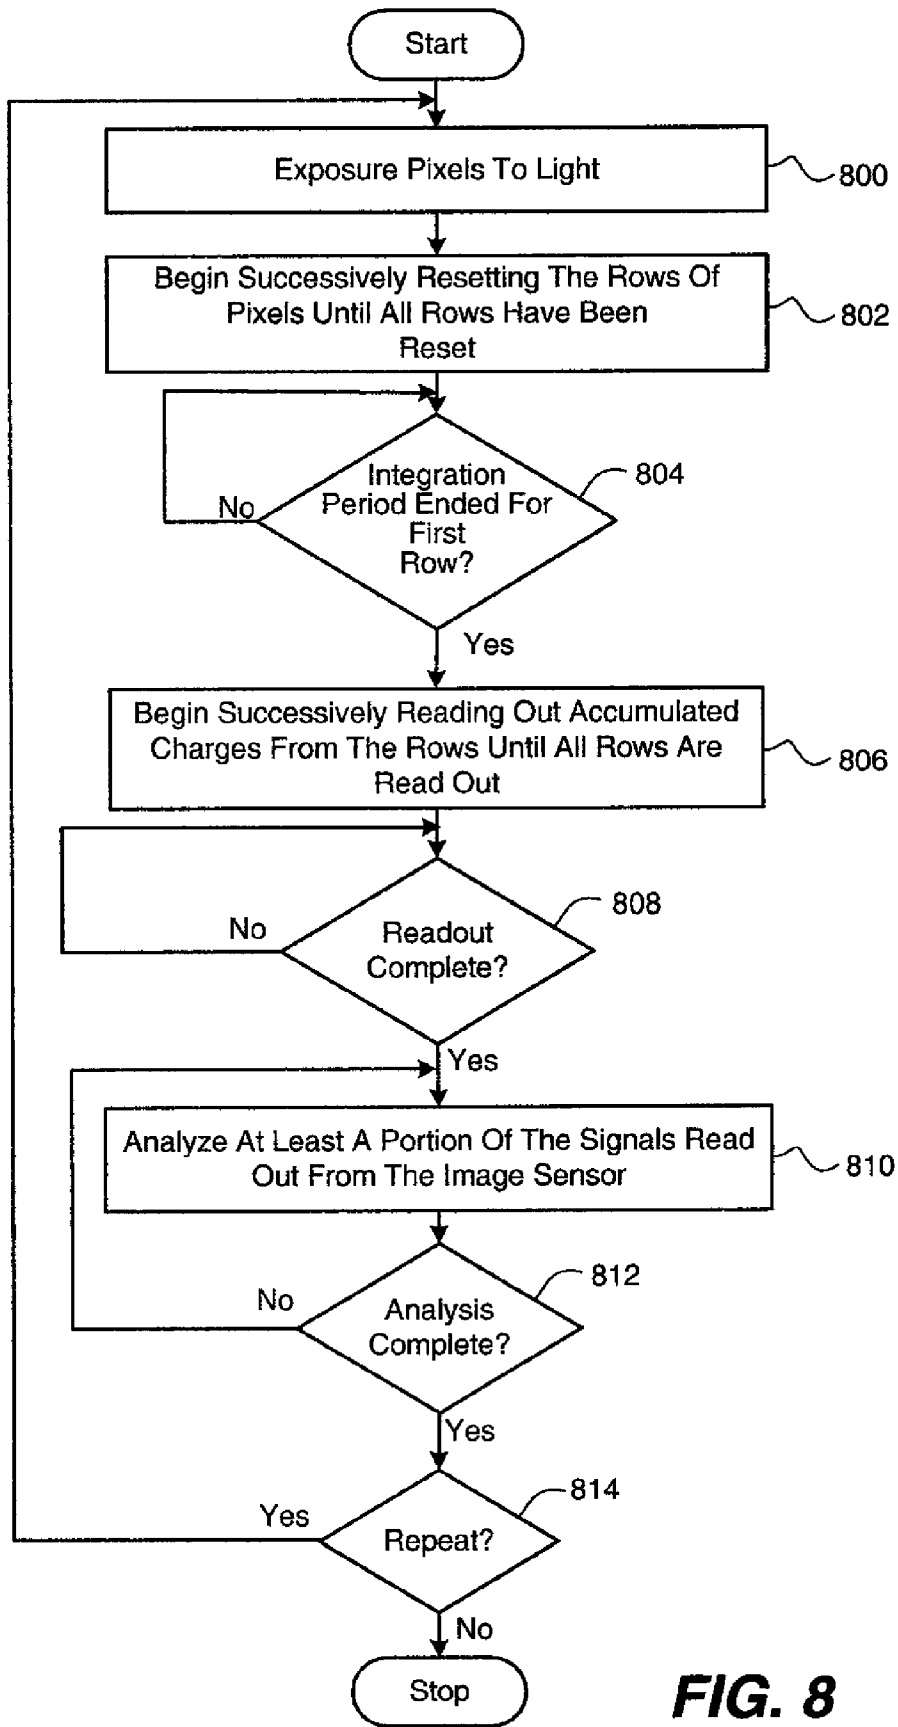 Start
Exposure Pixels To Light
800
Begin Successively Resetting The Rows Of
Pixels Until All Rows Have Been
Reset
802
Integration
Period Ended For
First
Row?
804
No
Yes
Begin Successively Reading Out Accumulated
Charges From The Rows Until All Rows Are
Read Out
806
Readout
Complete?
808
No
Yes
Analyze At Least A Portion Of The Signals Read
Out From The Image Sensor
810
Analysis
Complete?
812
No
Yes
Repeat?
814
Yes
No
Stop
FIG. 8